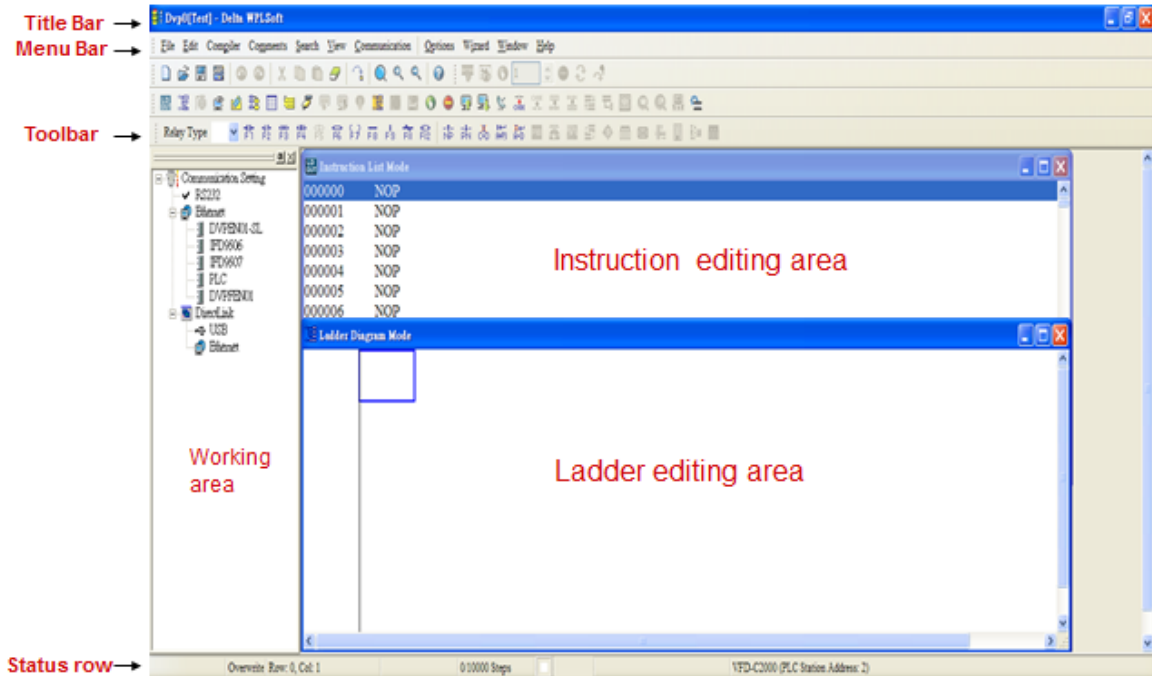 Title Bar
Dvp0[Test] - Delta WPLSoft
Menu Bar
File Edit Compiler Comments Search View Communication Options Wizard Window Help
Toolbar
Relay Type
Communication Setting
RS232
Ethernet
DVPEN01-SL
IFD9506
IFD9507
PLC
DVPFEN01
DirectLink
USB
Ethernet
Working
area
Instruction List Mode
000000 NOP
000001 NOP
000002 NOP
000003 NOP
000004 NOP
000005 NOP
000006 NOP
Instruction editing area
Ladder Diagram Mode
Ladder editing area
Status row
Overwrite Row: 0, Col: 1
0/10000 Steps
VFD-C2000 (PLC Station Address: 2)